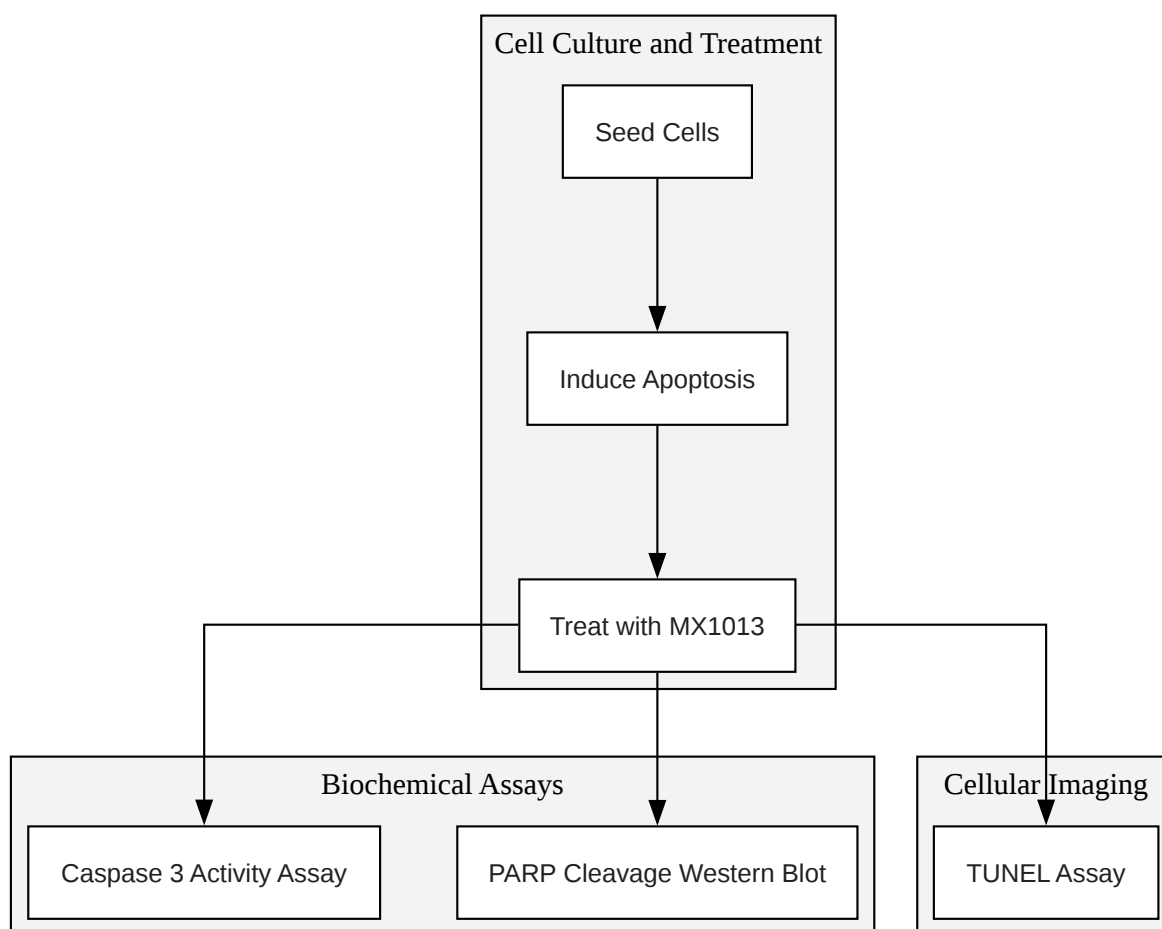 Cell Culture and Treatment
Seed Cells
Induce Apoptosis
Treat with MX1013
Biochemical Assays
Cellular Imaging
Caspase 3 Activity Assay
PARP Cleavage Western Blot
TUNEL Assay